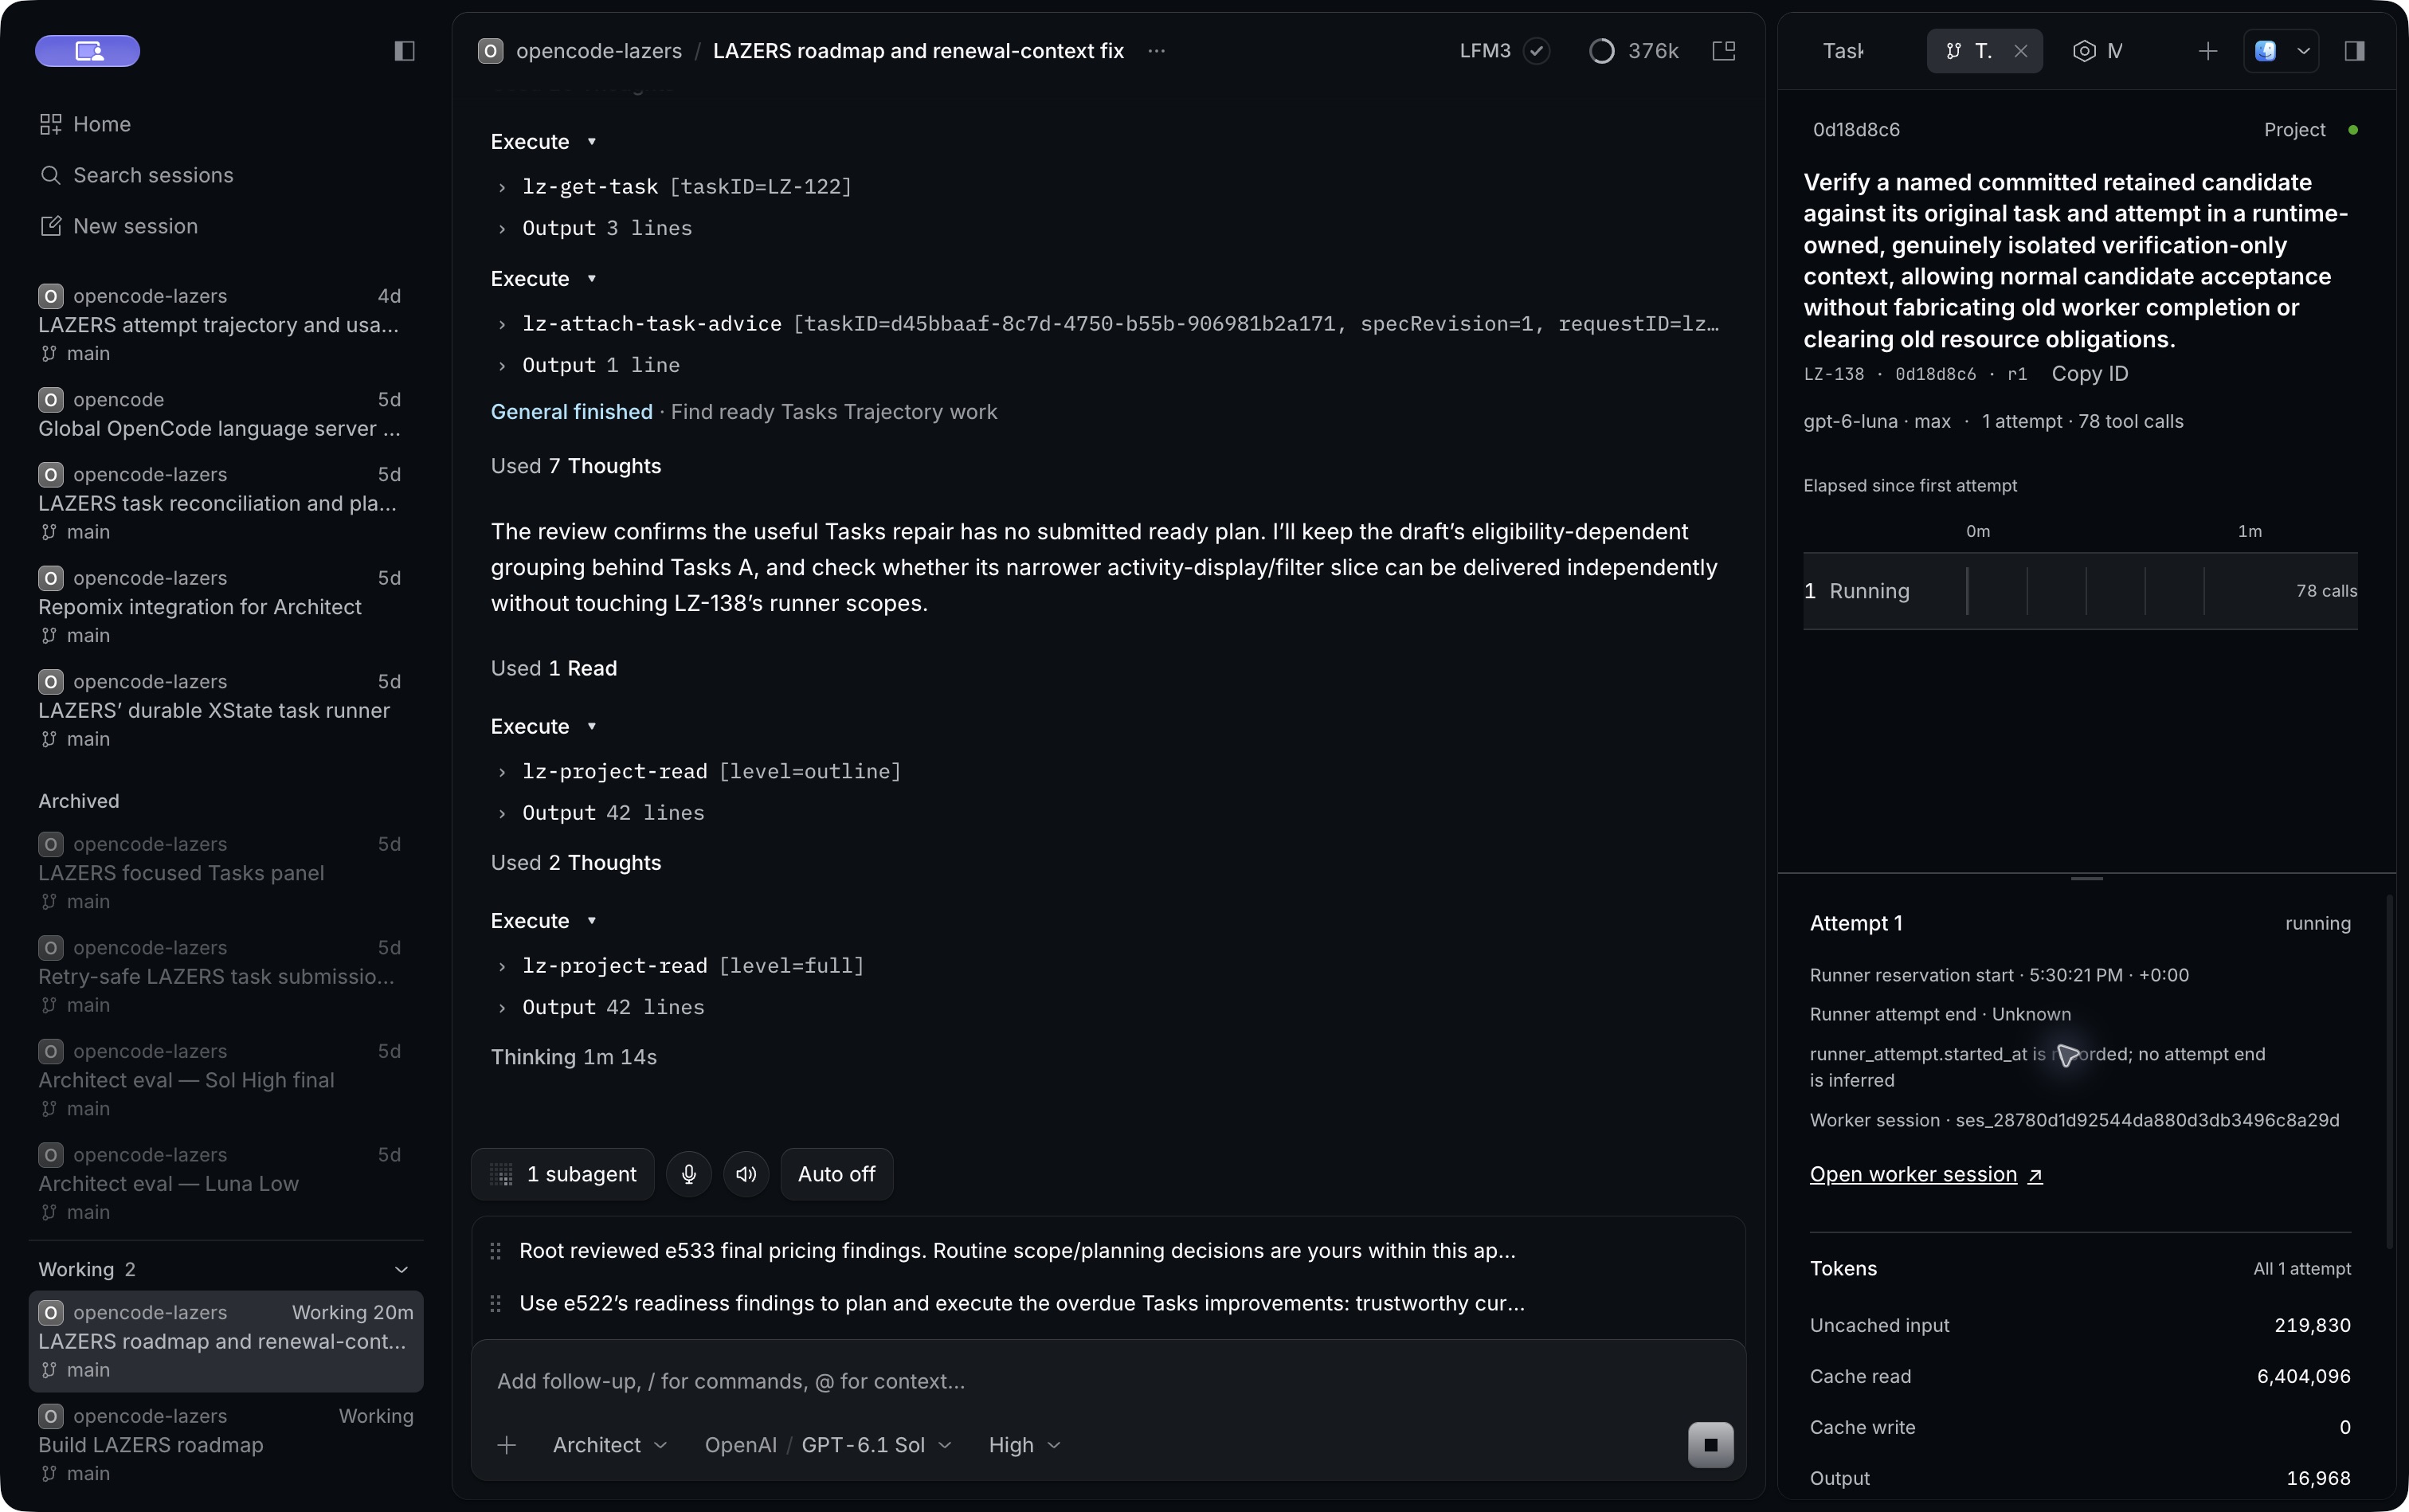 Home
Search sessions
New session
opencode-lazers 4d
LAZERS attempt trajectory and usa...
main
opencode 5d
Global OpenCode language server ...
opencode-lazers 5d
LAZERS task reconciliation and pla...
main
opencode-lazers 5d
Repomix integration for Architect
main
opencode-lazers 5d
LAZERS’ durable XState task runner
main
Archived
opencode-lazers 5d
LAZERS focused Tasks panel
main
opencode-lazers 5d
Retry-safe LAZERS task submissio...
main
opencode-lazers 5d
Architect eval — Sol High final
main
opencode-lazers 5d
Architect eval — Luna Low
main
Working 2
opencode-lazers Working 20m
LAZERS roadmap and renewal-cont...
main
opencode-lazers Working
Build LAZERS roadmap
main
opencode-lazers / LAZERS roadmap and renewal-context fix ... LFM3 376k
Execute
lz-get-task [taskID=LZ-122]
Output 3 lines
Execute
lz-attach-task-advice [taskID=d45bbaaf-8c7d-4750-b55b-906981b2a171, specRevision=1, requestID=lz…
Output 1 line
General finished · Find ready Tasks Trajectory work
Used 7 Thoughts
The review confirms the useful Tasks repair has no submitted ready plan. I’ll keep the draft’s eligibility-dependent
grouping behind Tasks A, and check whether its narrower activity-display/filter slice can be delivered independently
without touching LZ-138’s runner scopes.
Used 1 Read
Execute
lz-project-read [level=outline]
Output 42 lines
Used 2 Thoughts
Execute
lz-project-read [level=full]
Output 42 lines
Thinking 1m 14s
1 subagent
Auto off
Root reviewed e533 final pricing findings. Routine scope/planning decisions are yours within this ap...
Use e522’s readiness findings to plan and execute the overdue Tasks improvements: trustworthy cur...
Add follow-up, / for commands, @ for context...
Architect OpenAI / GPT-6.1 Sol High
Task T. M
0d18d8c6 Project
Verify a named committed retained candidate
against its original task and attempt in a runtime-
owned, genuinely isolated verification-only
context, allowing normal candidate acceptance
without fabricating old worker completion or
clearing old resource obligations.
LZ-138 · 0d18d8c6 · r1 Copy ID
gpt-6-luna · max · 1 attempt · 78 tool calls
Elapsed since first attempt
0m 1m
1 Running 78 calls
Attempt 1 running
Runner reservation start · 5:30:21 PM · +0:00
Runner attempt end · Unknown
runner_attempt.started_at is no attempt end
is inferred
Worker session · ses_28780d1d92544da880d3db3496c8a29d
Open worker session
Tokens All 1 attempt
Uncached input 219,830
Cache read 6,404,096
Cache write 0
Output 16,968